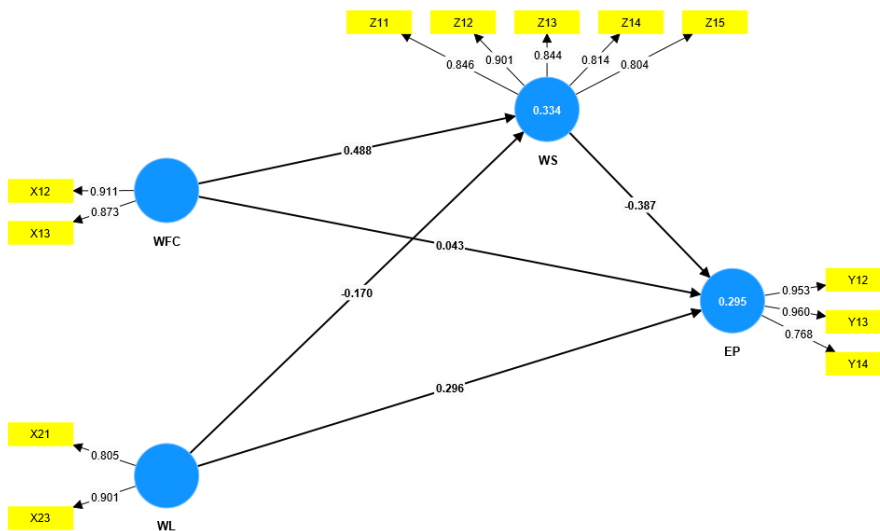 Z11 Z12 Z13 Z14 Z15
0.846 0.901 0.844 0.814 0.804
0.334
WS
0.488
X12 0.911
X13 0.873
WFC
-0.387
0.043
-0.170
0.295
EP
0.953 Y12
0.960 Y13
0.768 Y14
0.296
X21 0.805
X23 0.901
WL